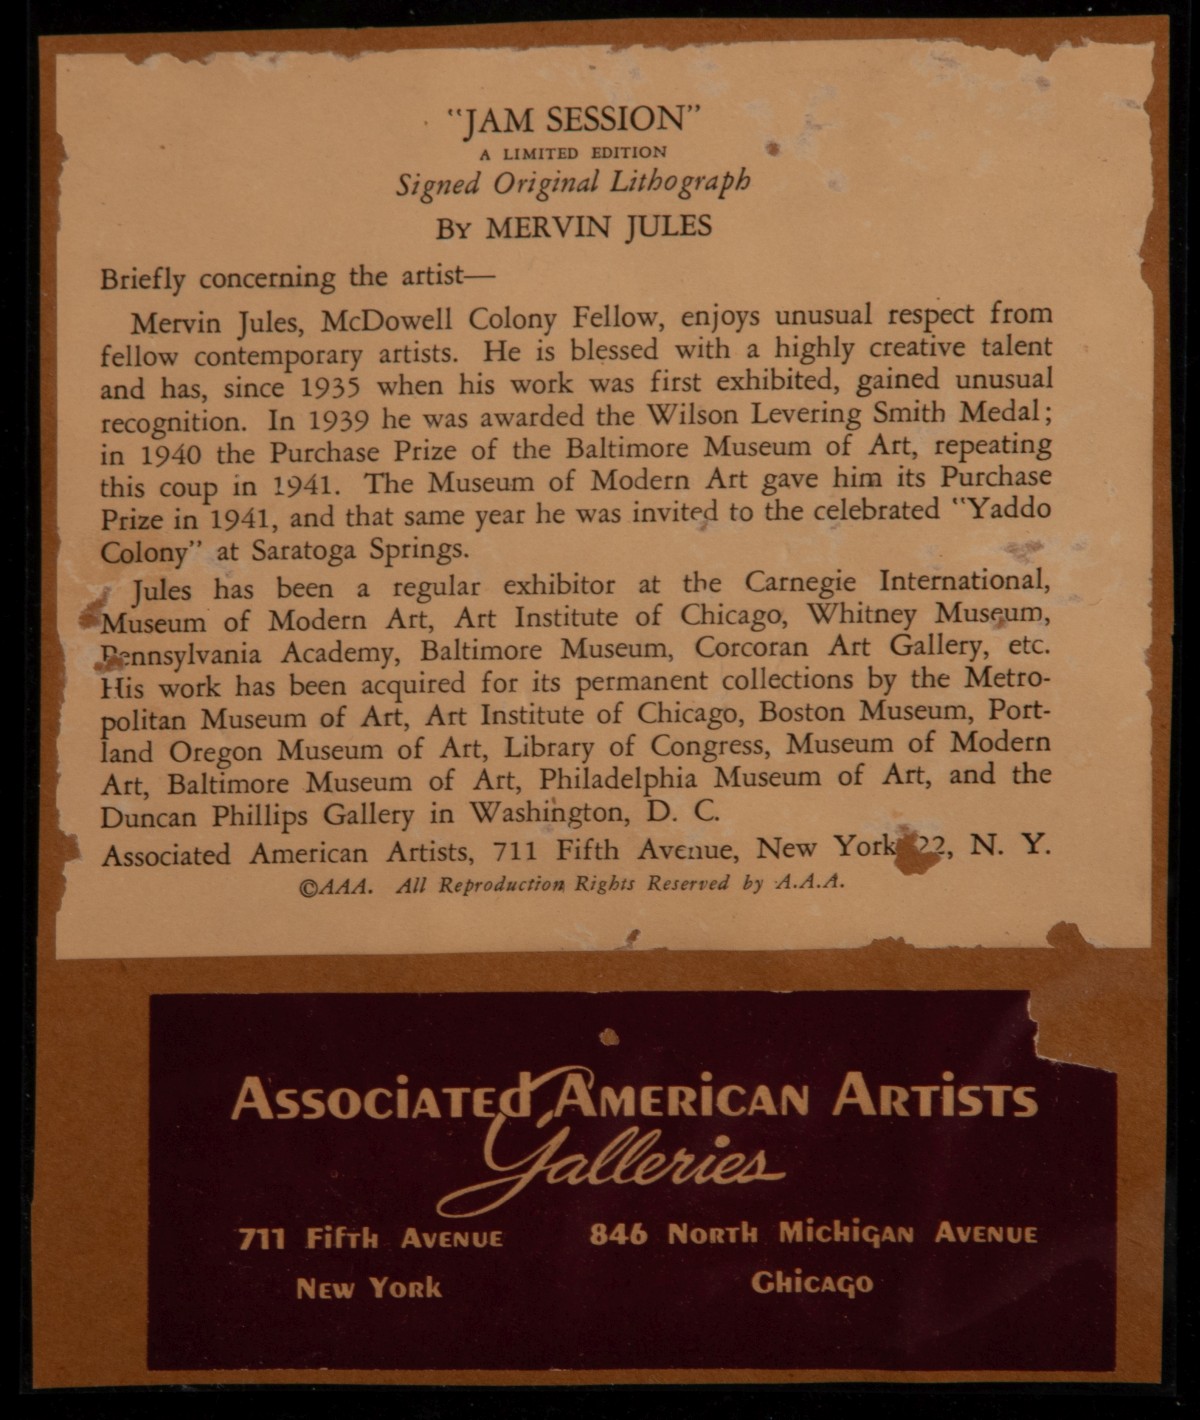 “JAM SESSION”
A LIMITED EDITION
Signed Original Lithograph
BY MERVIN JULES
Briefly concerning the artist—
Mervin Jules, McDowell Colony Fellow, enjoys unusual respect from
fellow contemporary artists. He is blessed with a highly creative talent
and has, since 1935 when his work was first exhibited, gained unusual
recognition. In 1939 he was awarded the Wilson Levering Smith Medal;
in 1940 the Purchase Prize of the Baltimore Museum of Art, repeating
this coup in 1941. The Museum of Modern Art gave him its Purchase
Prize in 1941, and that same year he was invited to the celebrated “Yaddo
Colony” at Saratoga Springs.
Jules has been a regular exhibitor at the Carnegie International,
Museum of Modern Art, Art Institute of Chicago, Whitney Museum,
Pennsylvania Academy, Baltimore Museum, Corcoran Art Gallery, etc.
His work has been acquired for its permanent collections by the Metro-
politan Museum of Art, Art Institute of Chicago, Boston Museum, Port-
land Oregon Museum of Art, Library of Congress, Museum of Modern
Art, Baltimore Museum of Art, Philadelphia Museum of Art, and the
Duncan Phillips Gallery in Washington, D. C.
Associated American Artists, 711 Fifth Avenue, New York 22, N. Y.
©AAA. All Reproduction Rights Reserved by A.A.A.
ASSOCIATED AMERICAN ARTISTS
Galleries
711 FIFTH AVENUE 846 NORTH MICHIGAN AVENUE
NEW YORK CHICAGO